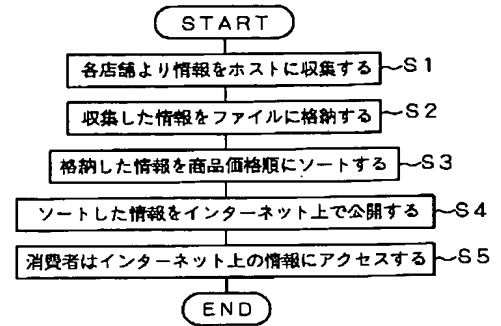 START
各店舗より情報をホストに収集する ~S1
収集した情報をファイルに格納する ~S2
格納した情報を商品価格順にソートする ~S3
ソートした情報をインターネット上で公開する ~S4
消費者はインターネット上の情報にアクセスする ~S5
END